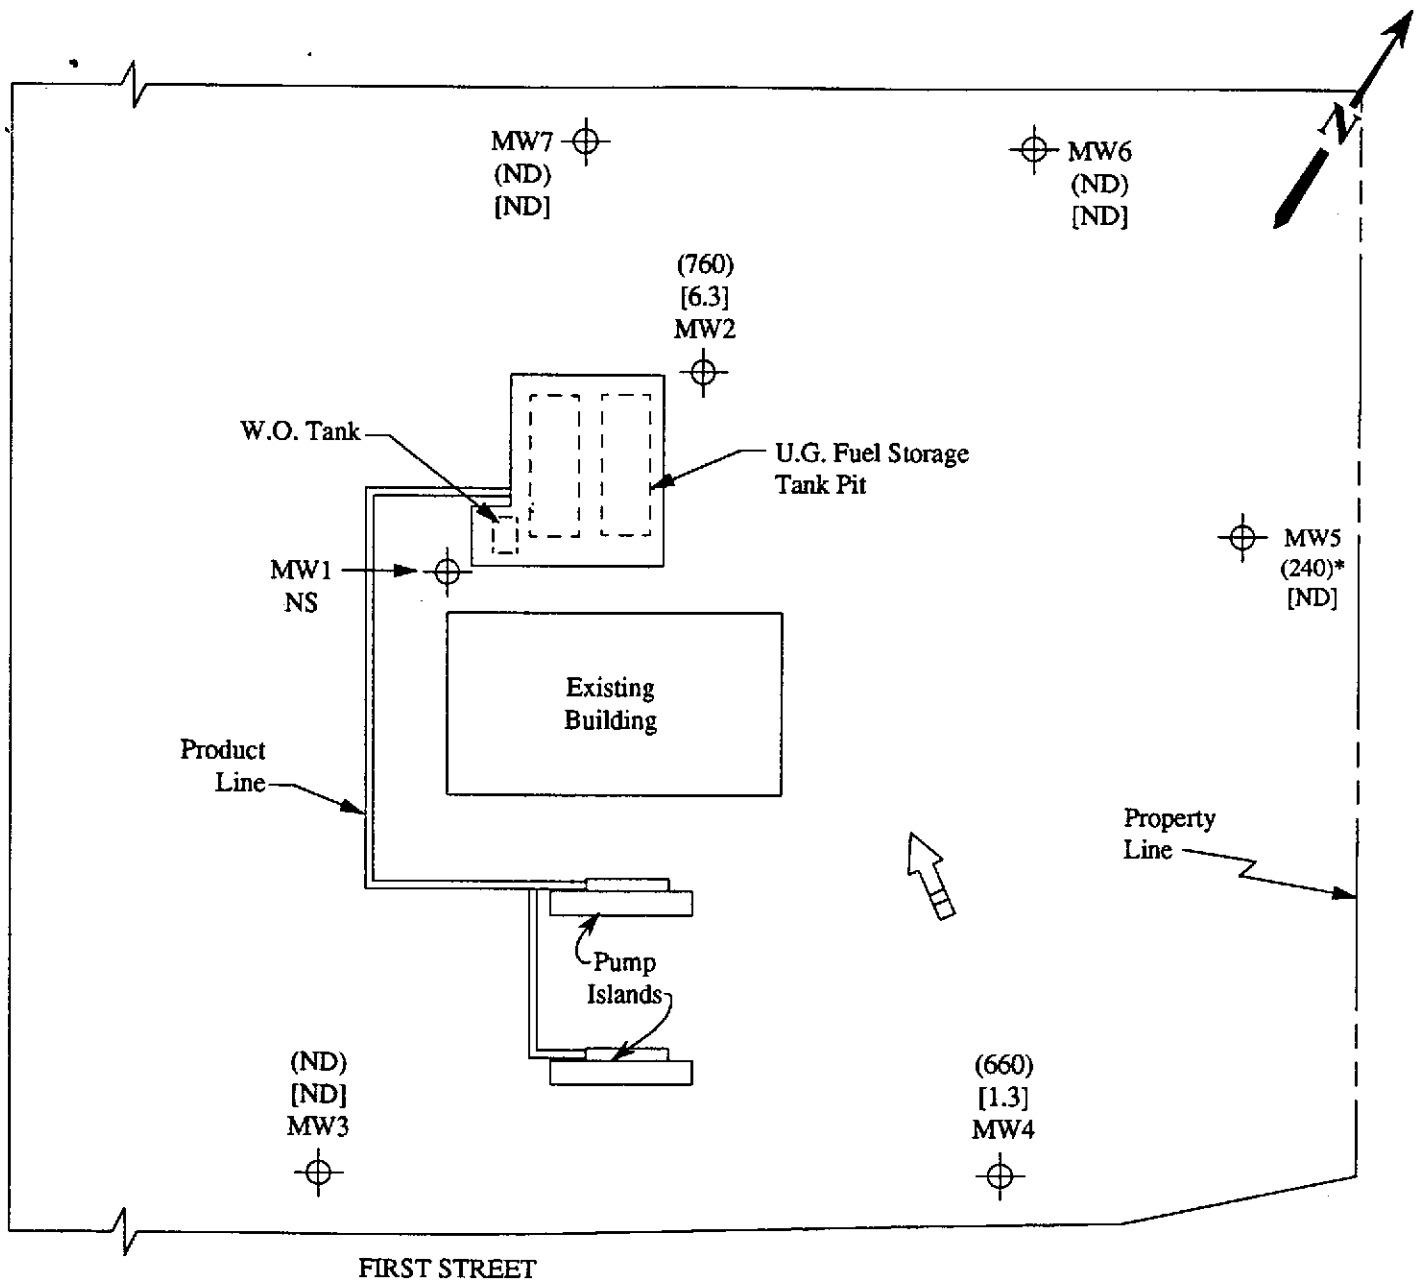 N
MW7
(ND)
[ND]
MW6
(ND)
[ND]
(760)
[6.3]
MW2
W.O. Tank
U.G. Fuel Storage
Tank Pit
MW1
NS
MW5
(240)*
[ND]
Existing
Building
Product
Line
Property
Line
Pump
Islands
(ND)
[ND]
MW3
(660)
[1.3]
MW4
FIRST STREET